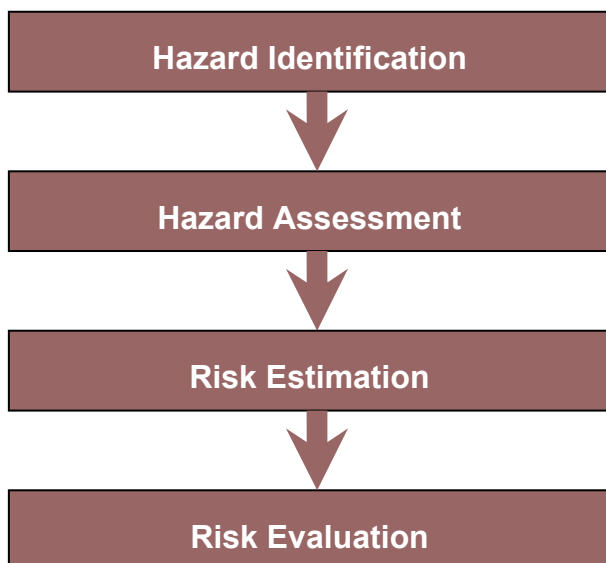 Hazard Identification
Hazard Assessment
Risk Estimation
Risk Evaluation